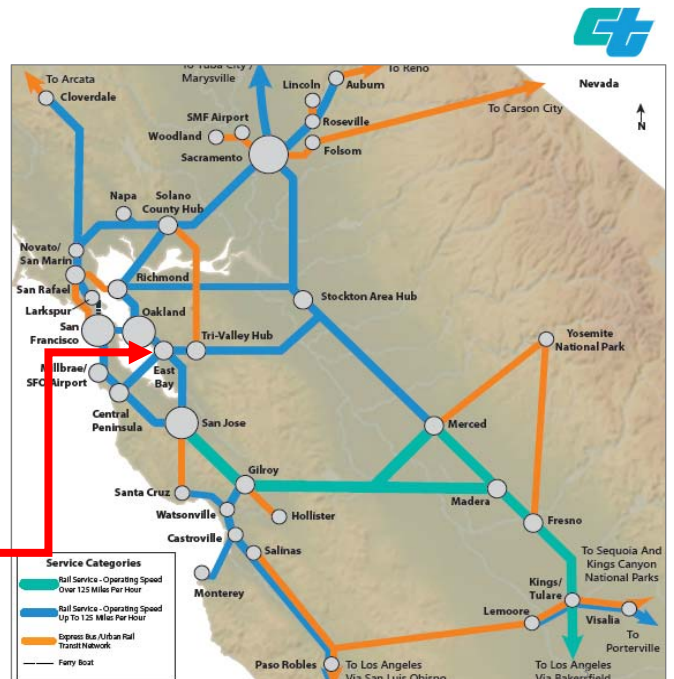 To Arcata
Cloverdale
To Yuba City /
Marysville
To Reno
Lincoln
Auburn
Nevada
To Carson City
N
SMF Airport
Woodland
Roseville
Sacramento
Folsom
Napa
Solano
County Hub
Novato/
San Marin
San Rafael
Richmond
Larkspur
Oakland
Stockton Area Hub
San
Francisco
Tri-Valley Hub
Yosemite
National Park
East
Bay
Millbrae/
SFO Airport
Central
Peninsula
San Jose
Merced
Gilroy
Santa Cruz
Madera
Watsonville
Hollister
Fresno
Castroville
Salinas
To Sequoia And
Kings Canyon
National Parks
Monterey
Kings/
Tulare
Lemoore
Visalia
To
Porterville
Paso Robles
To Los Angeles
Via San Luis Obispo
To Los Angeles
Via Bakersfield
Service Categories
Rail Service - Operating Speed
Over 125 Miles Per Hour
Rail Service - Operating Speed
Up To 125 Miles Per Hour
Express Bus /Urban Rail
Transit Network
Ferry Boat